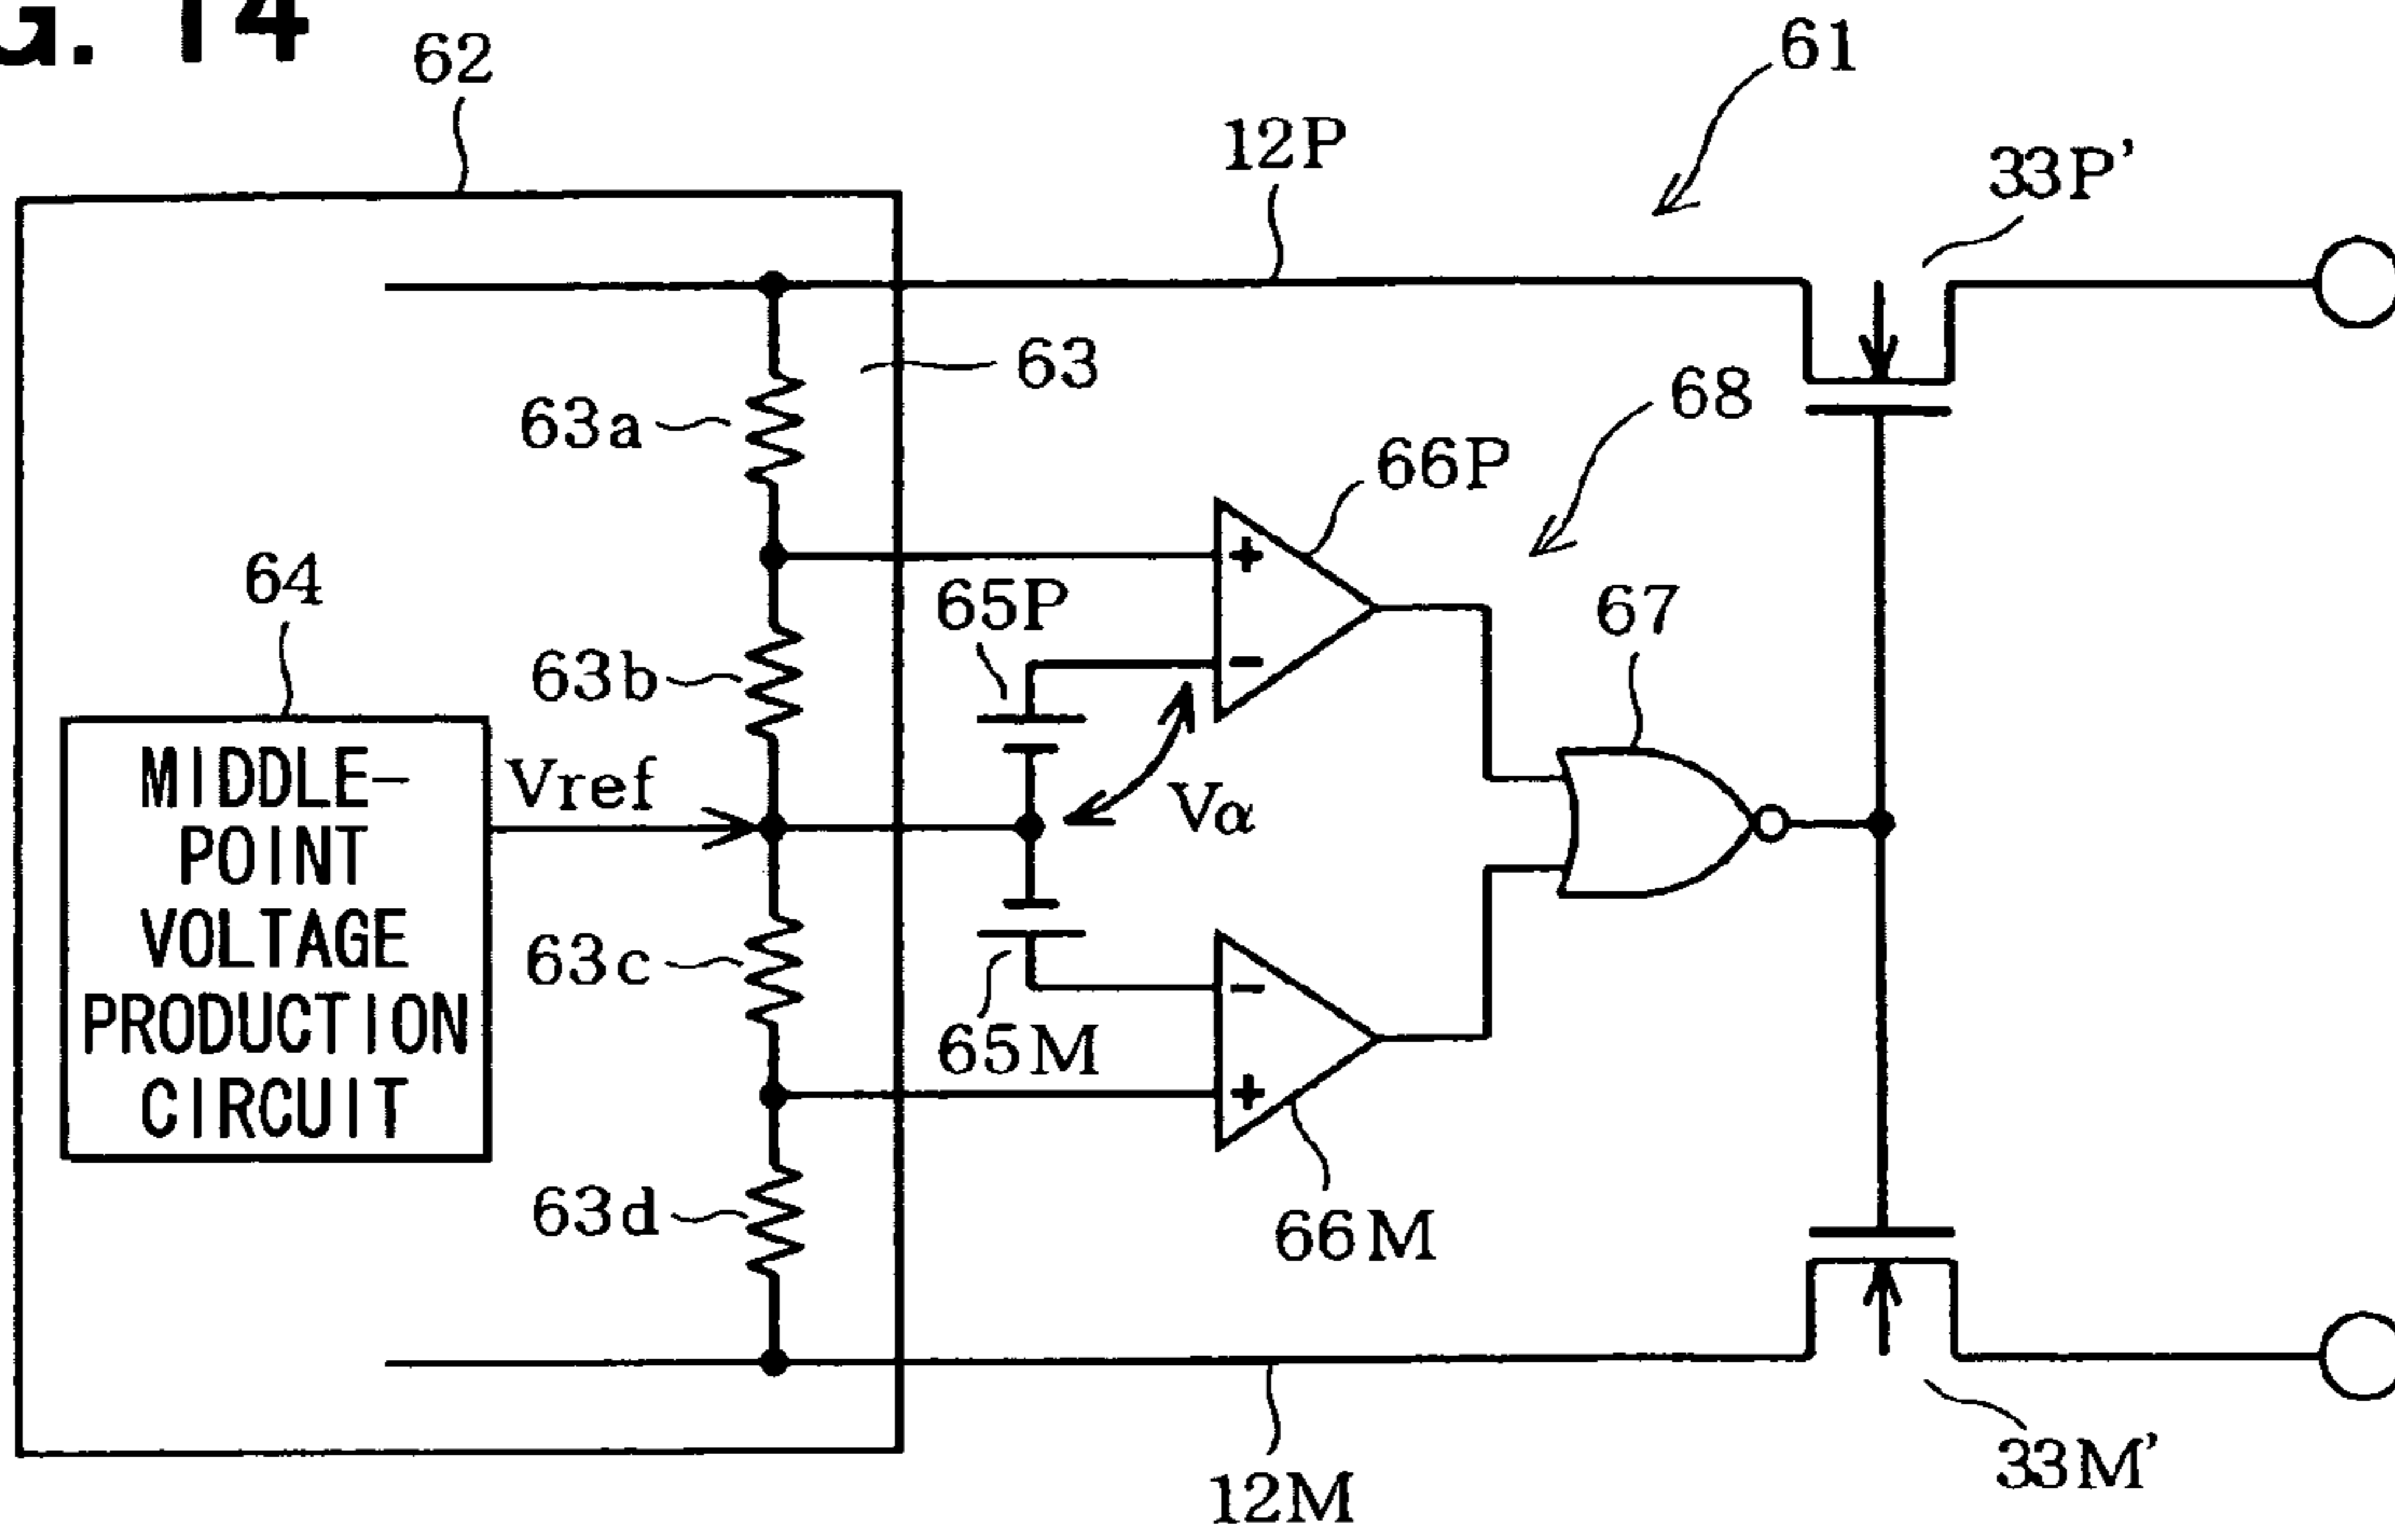 G. 14
62
61
12P
33P'
63
63a
68
66P
64
65P
67
63b
Vref
Vα
MIDDLE-
POINT
VOLTAGE
PRODUCTION
CIRCUIT
+
-
63c
-
+
65M
63d
66M
12M
33M'